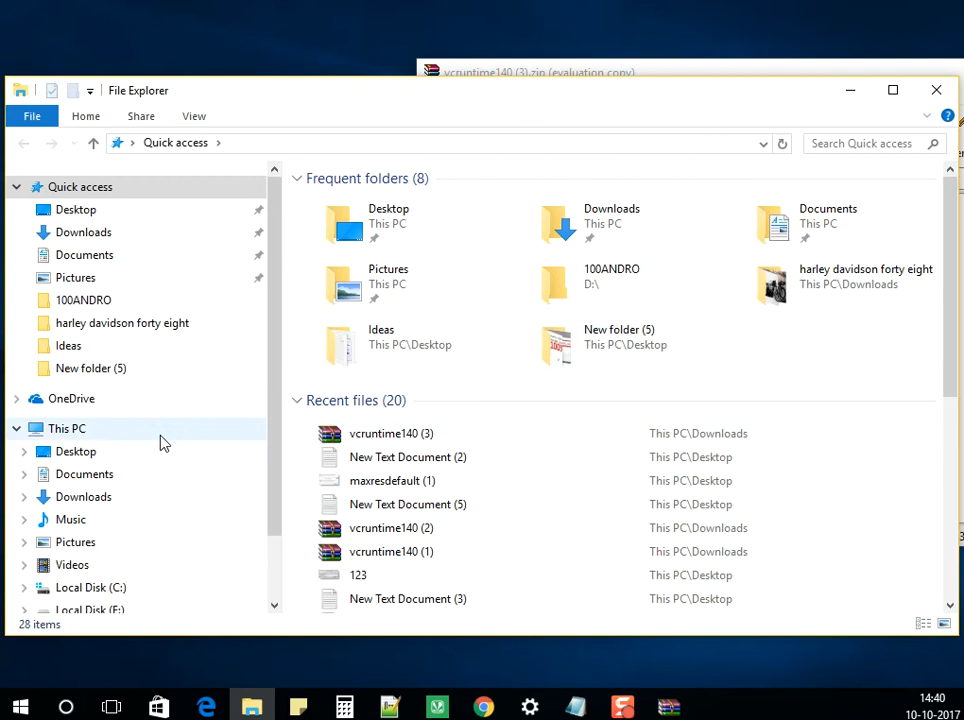 vcruntime140 (3).zip (evaluation copy)
File Explorer
File Home Share View
Quick access
Search Quick access
Quick access
Desktop
Downloads
Documents
Pictures
100ANDRO
harley davidson forty eight
Ideas
New folder (5)
OneDrive
This PC
Desktop
Documents
Downloads
Music
Pictures
Videos
Local Disk (C:)
Local Disk (F:)
28 items
Frequent folders (8)
Desktop
This PC
Downloads
This PC
Documents
This PC
Pictures
This PC
100ANDRO
D:\
harley davidson forty eight
This PC\Downloads
Ideas
This PC\Desktop
New folder (5)
This PC\Desktop
Recent files (20)
vcruntime140 (3) This PC\Downloads
New Text Document (2) This PC\Desktop
maxresdefault (1) This PC\Desktop
New Text Document (5) This PC\Desktop
vcruntime140 (2) This PC\Downloads
vcruntime140 (1) This PC\Downloads
123 This PC\Desktop
New Text Document (3) This PC\Desktop
14:40
10-10-2017